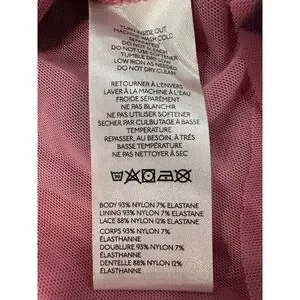 TURN INSIDE OUT
MACHINE WASH COLD
SEPARATELY
DO NOT BLEACH
DO NOT USE SOFTENER
TUMBLE DRY LOW
LOW IRON AS NEEDED
DO NOT DRY CLEAN
RETOURNER À L'ENVERS
LAVER À LA MACHINE À L'EAU
FROIDE SÉPARÉMENT
NE PAS BLANCHIR
NE PAS UTILISER SOFTENER
SECHER PAR CULBUTAGE À BASSE
TEMPERATURE
REPASSER, AU BESOIN, À TRÈS
BASSE TEMPÉRATURE
NE PAS NETTOYER À SEC
BODY 93% NYLON 7% ELASTANE
LINING 93% NYLON 7% ELASTANE
LACE 88% NYLON 12% ELASTANE
CORPS 93% NYLON 7%
ÉLASTHANNE
DOUBLURE 93% NYLON 7%
ÉLASTHANNE
DENTELLE 88% NYLON 12%
ÉLASTHANNE